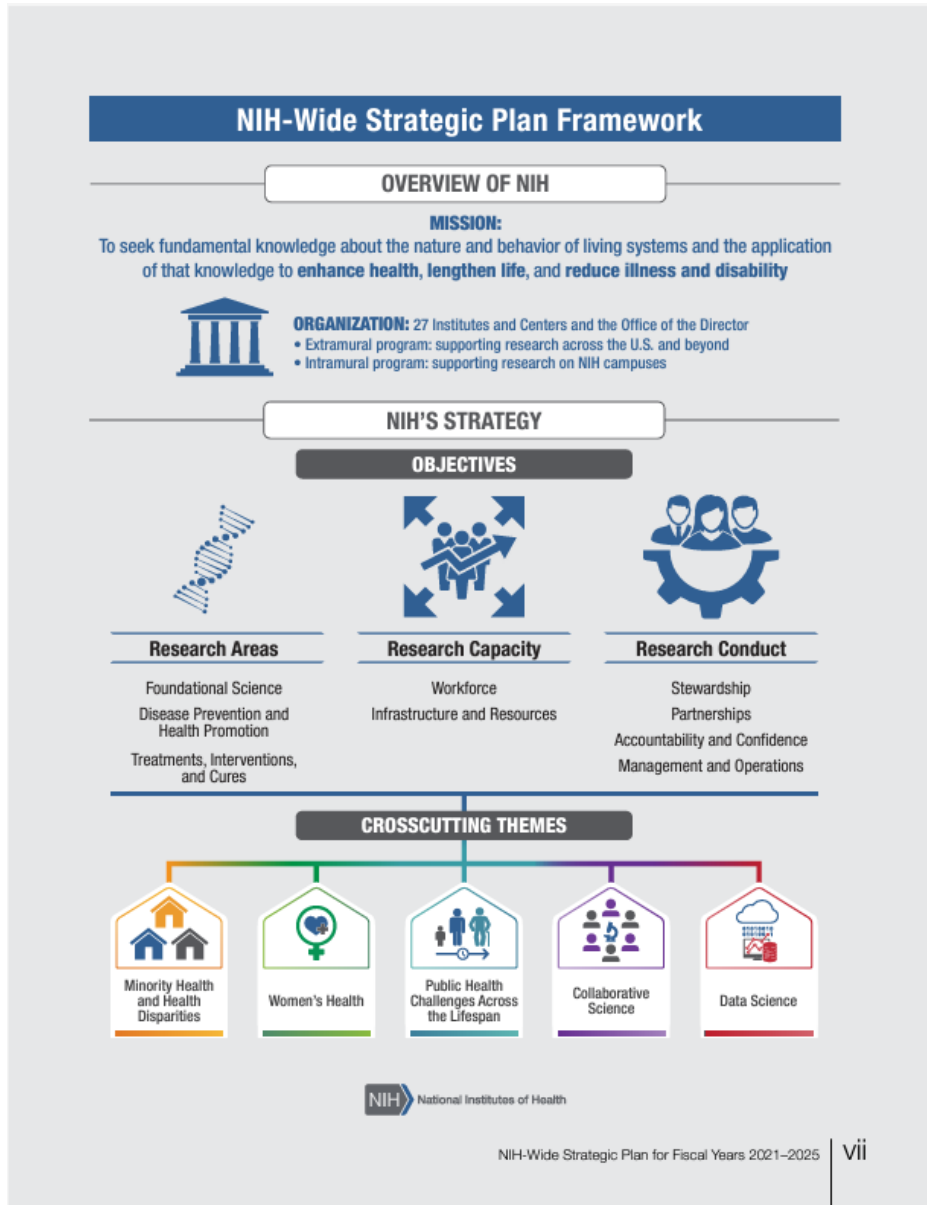 NIH-Wide Strategic Plan Framework
OVERVIEW OF NIH
MISSION:
To seek fundamental knowledge about the nature and behavior of living systems and the application
of that knowledge to enhance health, lengthen life, and reduce illness and disability
ORGANIZATION: 27 Institutes and Centers and the Office of the Director
• Extramural program: supporting research across the U.S. and beyond
• Intramural program: supporting research on NIH campuses
NIH'S STRATEGY
OBJECTIVES
Research Areas
Foundational Science
Disease Prevention and
Health Promotion
Treatments, Interventions,
and Cures
Research Capacity
Workforce
Infrastructure and Resources
Research Conduct
Stewardship
Partnerships
Accountability and Confidence
Management and Operations
CROSSCUTTING THEMES
Minority Health
and Health
Disparities
Women's Health
Public Health
Challenges Across
the Lifespan
Collaborative
Science
Data Science
NIH National Institutes of Health
NIH-Wide Strategic Plan for Fiscal Years 2021–2025 vii